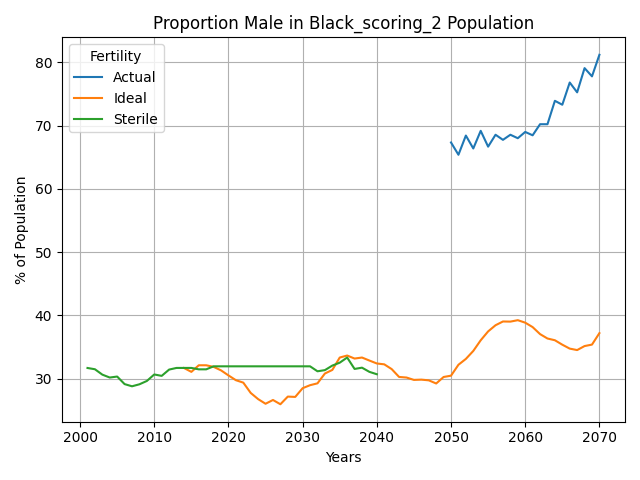 Proportion Male in Black_scoring_2 Population
Fertility
Actual
Ideal
Sterile
% of Population
80
70
60
50
40
30
2000 2010 2020 2030 2040 2050 2060 2070
Years